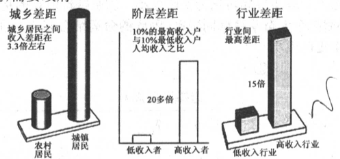 城乡差距
城乡居民之间
收入差距在
3.3倍左右
农村
居民
城镇
居民
阶层差距
10%的最高收入户
与10%最低收入户
人均收入之比
20多倍
低收入者
高收入者
行业差距
行业间
最高差距
15倍
低收入行业
高收入行业